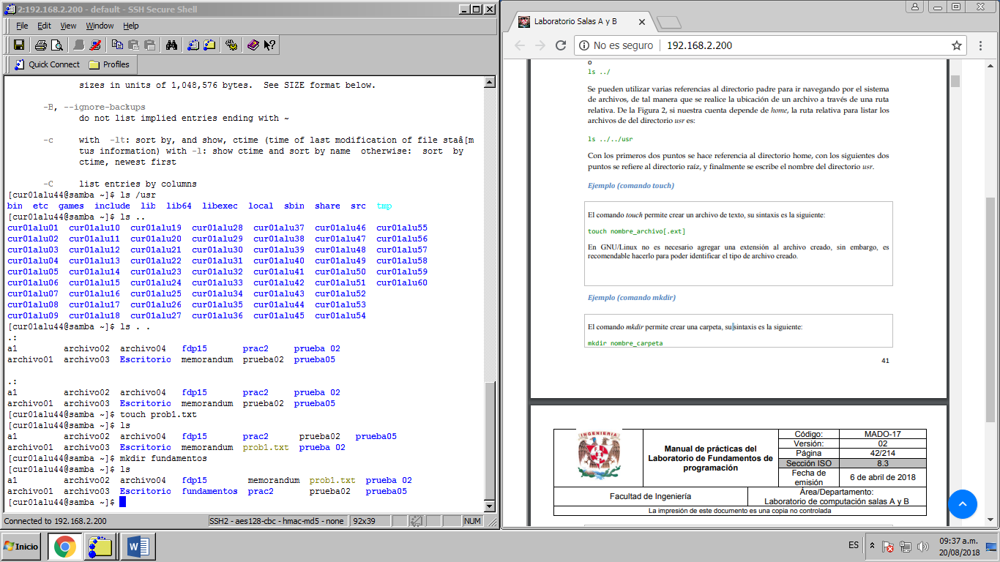 2:192.168.2.200 - default - SSH Secure Shell
File Edit View Window Help
Quick Connect Profiles
sizes in units of 1,048,576 bytes.  See SIZE format below.
-B, --ignore-backups
do not list implied entries ending with ~
-c     with  -lt: sort by, and show, ctime (time of last modification of file staâ[m
tus information) with -l: show ctime and sort by name  otherwise:  sort  by
ctime, newest first
-C     list entries by columns
[cur01alu44@samba ~]$ ls /usr
bin  etc  games  include  lib  lib64  libexec  local  sbin  share  src  tmp
[cur01alu44@samba ~]$ ls ..
cur01alu01  cur01alu10  cur01alu19  cur01alu28  cur01alu37  cur01alu46  cur01alu55
cur01alu02  cur01alu11  cur01alu20  cur01alu29  cur01alu38  cur01alu47  cur01alu56
cur01alu03  cur01alu12  cur01alu21  cur01alu30  cur01alu39  cur01alu48  cur01alu57
cur01alu04  cur01alu13  cur01alu22  cur01alu31  cur01alu40  cur01alu49  cur01alu58
cur01alu05  cur01alu14  cur01alu23  cur01alu32  cur01alu41  cur01alu50  cur01alu59
cur01alu06  cur01alu15  cur01alu24  cur01alu33  cur01alu42  cur01alu51  cur01alu60
cur01alu07  cur01alu16  cur01alu25  cur01alu34  cur01alu43  cur01alu52
cur01alu08  cur01alu17  cur01alu26  cur01alu35  cur01alu44  cur01alu53
cur01alu09  cur01alu18  cur01alu27  cur01alu36  cur01alu45  cur01alu54
[cur01alu44@samba ~]$ ls . .
.:
a1         archivo02  archivo04   fdp15       prac2     prueba 02
archivo01  archivo03  Escritorio  memorandum  prueba02  prueba05
.:
a1         archivo02  archivo04   fdp15       prac2     prueba 02
archivo01  archivo03  Escritorio  memorandum  prueba02  prueba05
[cur01alu44@samba ~]$ touch prob1.txt
[cur01alu44@samba ~]$ ls
a1         archivo02  archivo04   fdp15       prac2      prueba02   prueba05
archivo01  archivo03  Escritorio  memorandum  prob1.txt  prueba 02
[cur01alu44@samba ~]$ mkdir fundamentos
[cur01alu44@samba ~]$ ls
a1         archivo02  archivo04   fdp15        memorandum  prob1.txt  prueba 02
archivo01  archivo03  Escritorio  fundamentos  prac2       prueba02   prueba05
[cur01alu44@samba ~]$
Connected to 192.168.2.200 SSH2 - aes128-cbc - hmac-md5 - none 92x39 NUM
Laboratorio Salas A y B
No es seguro 192.168.2.200
o
ls ../
Se pueden utilizar varias referencias al directorio padre para ir navegando por el sistema
de archivos, de tal manera que se realice la ubicación de un archivo a través de una ruta
relativa. De la Figura 2, si nuestra cuenta depende de home, la ruta relativa para listar los
archivos de del directorio usr es:
ls ../../usr
Con los primeros dos puntos se hace referencia al directorio home, con los siguientes dos
puntos se refiere al directorio raíz, y finalmente se escribe el nombre del directorio usr.
Ejemplo (comando touch)
El comando touch permite crear un archivo de texto, su sintaxis es la siguiente:
touch nombre_archivo[.ext]
En GNU/Linux no es necesario agregar una extensión al archivo creado, sin embargo, es
recomendable hacerlo para poder identificar el tipo de archivo creado.
Ejemplo (comando mkdir)
El comando mkdir permite crear una carpeta, su sintaxis es la siguiente:
mkdir nombre_carpeta
41
INGENIERIA
Manual de prácticas del
Laboratorio de Fundamentos de
programación
Código: MADO-17
Versión: 02
Página 42/214
Sección ISO 8.3
Fecha de
emisión 6 de abril de 2018
Facultad de Ingeniería
Área/Departamento:
Laboratorio de computación salas A y B
La impresión de este documento es una copia no controlada
Inicio
ES
09:37 a.m.
20/08/2018